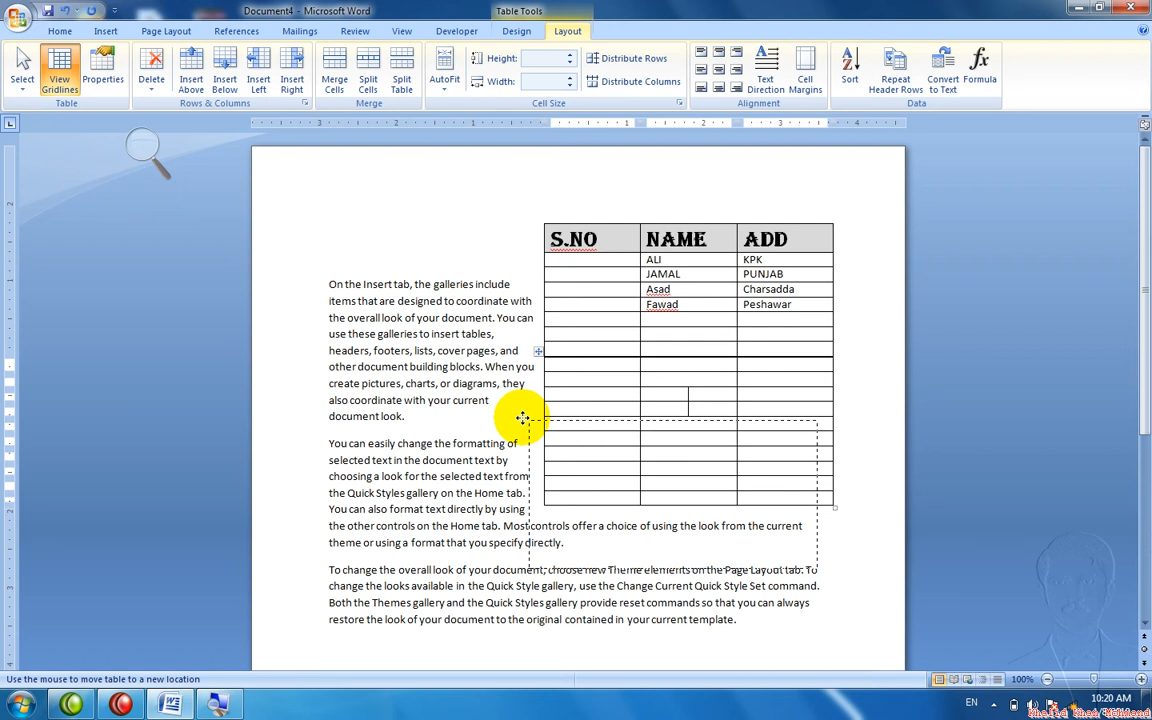 Document4 - Microsoft Word
Table Tools
Home Insert Page Layout References Mailings Review View Developer Design Layout
Select
View Gridlines
Properties
Table
Delete
Insert Above
Insert Below
Insert Left
Insert Right
Rows & Columns
Merge Cells
Split Cells
Split Table
Merge
AutoFit
Height:
Width:
Distribute Rows
Distribute Columns
Cell Size
Text Direction
Cell Margins
Alignment
Sort
Repeat Header Rows
Convert to Text
Formula
Data
3 2 1 1 2 3 4
S.NO NAME ADD
ALI KPK
JAMAL PUNJAB
Asad Charsadda
Fawad Peshawar
On the Insert tab, the galleries include
items that are designed to coordinate with
the overall look of your document. You can
use these galleries to insert tables,
headers, footers, lists, cover pages, and
other document building blocks. When you
create pictures, charts, or diagrams, they
also coordinate with your current
document look.
You can easily change the formatting of
selected text in the document text by
choosing a look for the selected text from
the Quick Styles gallery on the Home tab.
You can also format text directly by using
the other controls on the Home tab. Most controls offer a choice of using the look from the current
theme or using a format that you specify directly.
To change the overall look of your document, choose new Theme elements on the Page Layout tab. To
change the looks available in the Quick Style gallery, use the Change Current Quick Style Set command.
Both the Themes gallery and the Quick Styles gallery provide reset commands so that you can always
restore the look of your document to the original contained in your current template.
Use the mouse to move table to a new location
100%
EN
10:20 AM